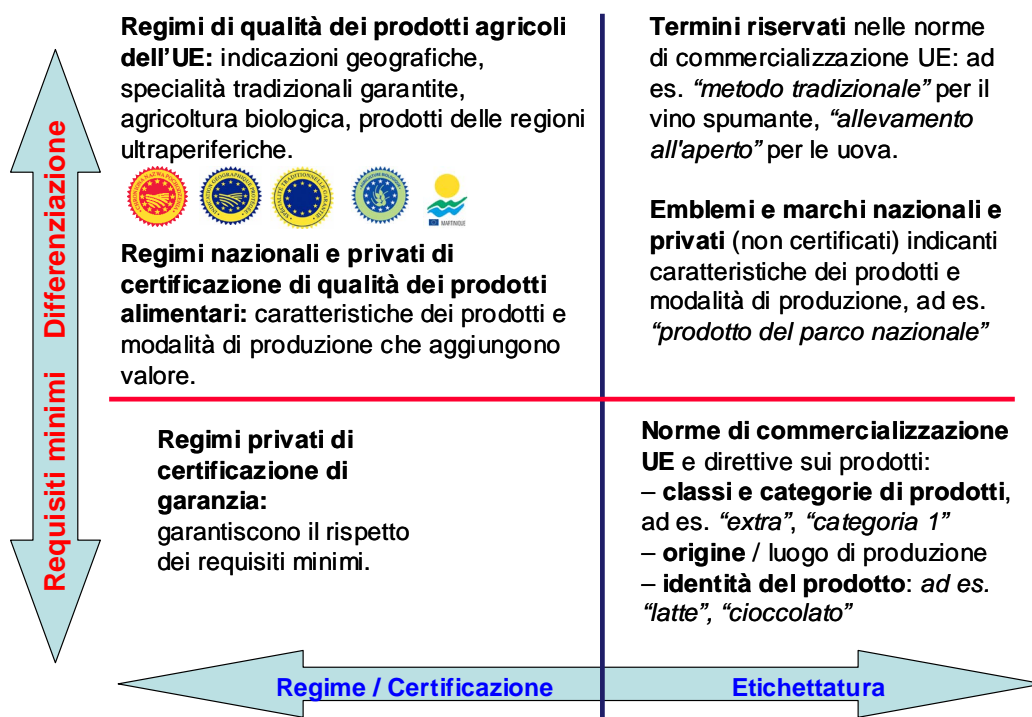 Regimi di qualità dei prodotti agricoli
dell'UE: indicazioni geografiche,
specialità tradizionali garantite,
agricoltura biologica, prodotti delle regioni
ultraperiferiche.
MARTINIQUE
Regimi nazionali e privati di
certificazione di qualità dei prodotti
alimentari: caratteristiche dei prodotti e
modalità di produzione che aggiungono
valore.
Termini riservati nelle norme
di commercializzazione UE: ad
es. "metodo tradizionale" per il
vino spumante, "allevamento
all'aperto" per le uova.
Emblemi e marchi nazionali e
privati (non certificati) indicanti
caratteristiche dei prodotti e
modalità di produzione, ad es.
"prodotto del parco nazionale"
Regimi privati di
certificazione di
garanzia:
garantiscono il rispetto
dei requisiti minimi.
Norme di commercializzazione
UE e direttive sui prodotti:
– classi e categorie di prodotti,
ad es. "extra", "categoria 1"
– origine / luogo di produzione
– identità del prodotto: ad es.
"latte", "cioccolato"
Requisiti minimi Differenziazione
Regime / Certificazione
Etichettatura